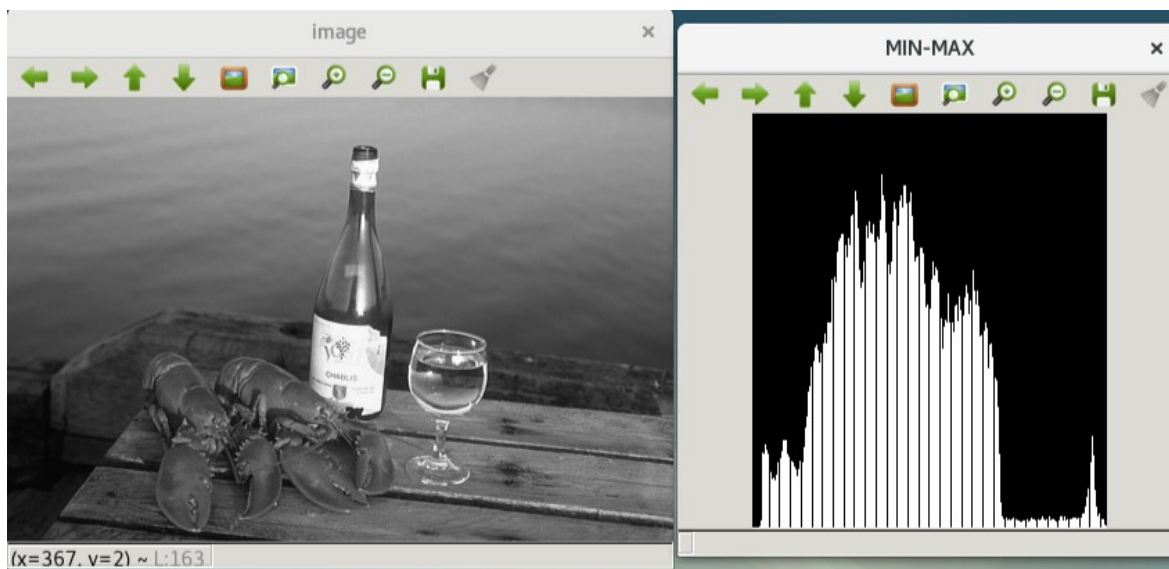 image
MIN-MAX
CHABLIS
(x=367, y=2) ~ L:163